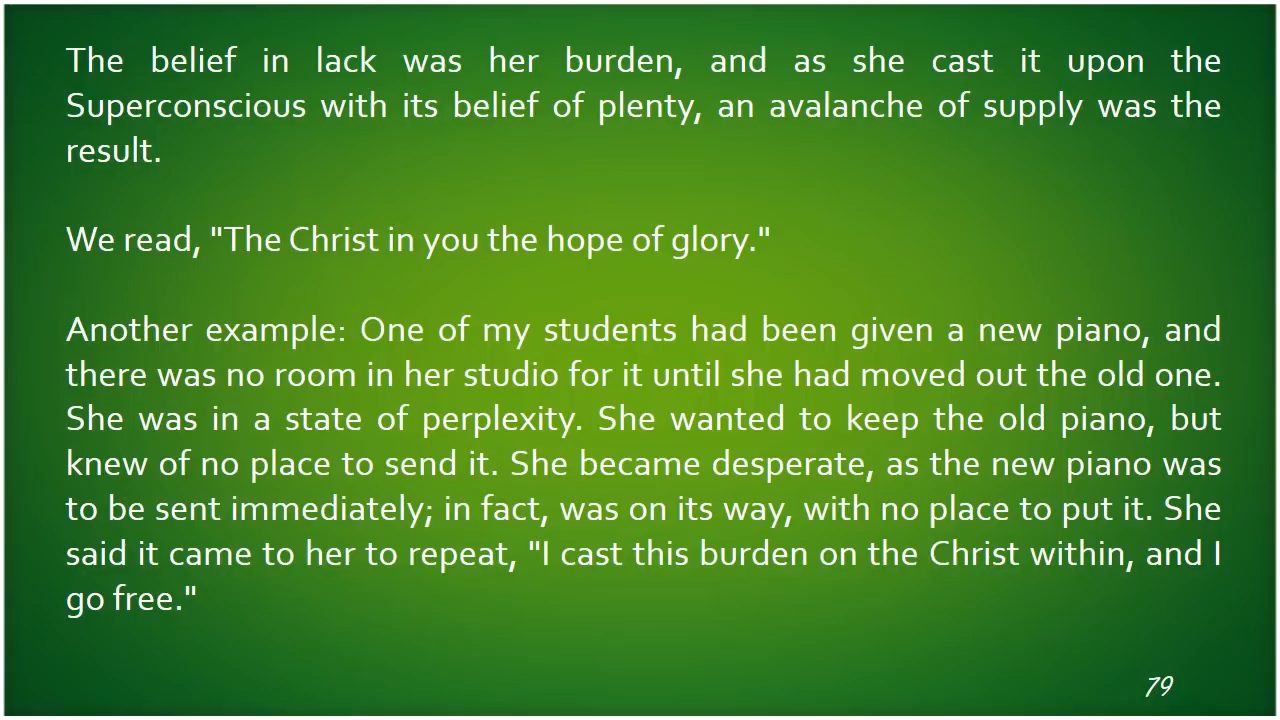 The belief in lack was her burden, and as she cast it upon the
Superconscious with its belief of plenty, an avalanche of supply was the
result.
We read, "The Christ in you the hope of glory."
Another example: One of my students had been given a new piano, and
there was no room in her studio for it until she had moved out the old one.
She was in a state of perplexity. She wanted to keep the old piano, but
knew of no place to send it. She became desperate, as the new piano was
to be sent immediately; in fact, was on its way, with no place to put it. She
said it came to her to repeat, "I cast this burden on the Christ within, and I
go free."
79